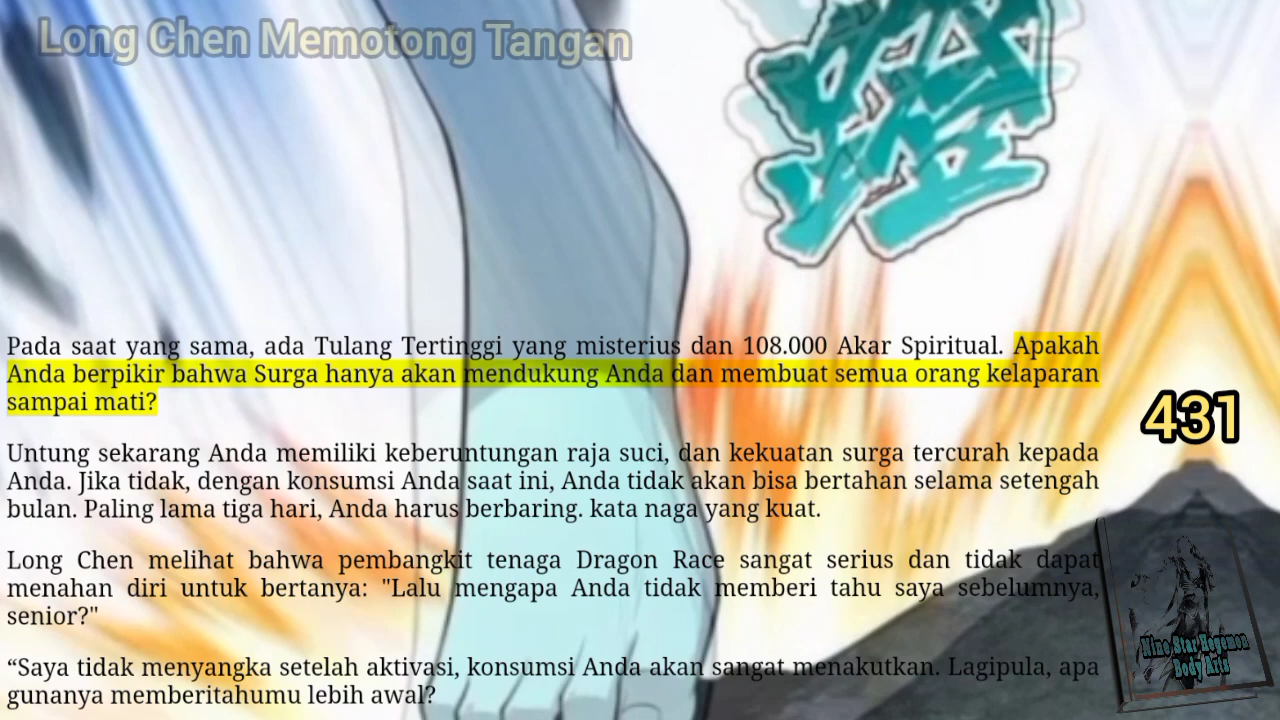 Long Chen Memotong Tangan
Pada saat yang sama, ada Tulang Tertinggi yang misterius dan 108.000 Akar Spiritual. Apakah
Anda berpikir bahwa Surga hanya akan mendukung Anda dan membuat semua orang kelaparan
sampai mati?
Untung sekarang Anda memiliki keberuntungan raja suci, dan kekuatan surga tercurah kepada
Anda. Jika tidak, dengan konsumsi Anda saat ini, Anda tidak akan bisa bertahan selama setengah
bulan. Paling lama tiga hari, Anda harus berbaring. kata naga yang kuat.
Long Chen melihat bahwa pembangkit tenaga Dragon Race sangat serius dan tidak dapat
menahan diri untuk bertanya: "Lalu mengapa Anda tidak memberi tahu saya sebelumnya,
senior?"
“Saya tidak menyangka setelah aktivasi, konsumsi Anda akan sangat menakutkan. Lagipula, apa
gunanya memberitahumu lebih awal?
431
Nine Star Hegemon
Body Arts